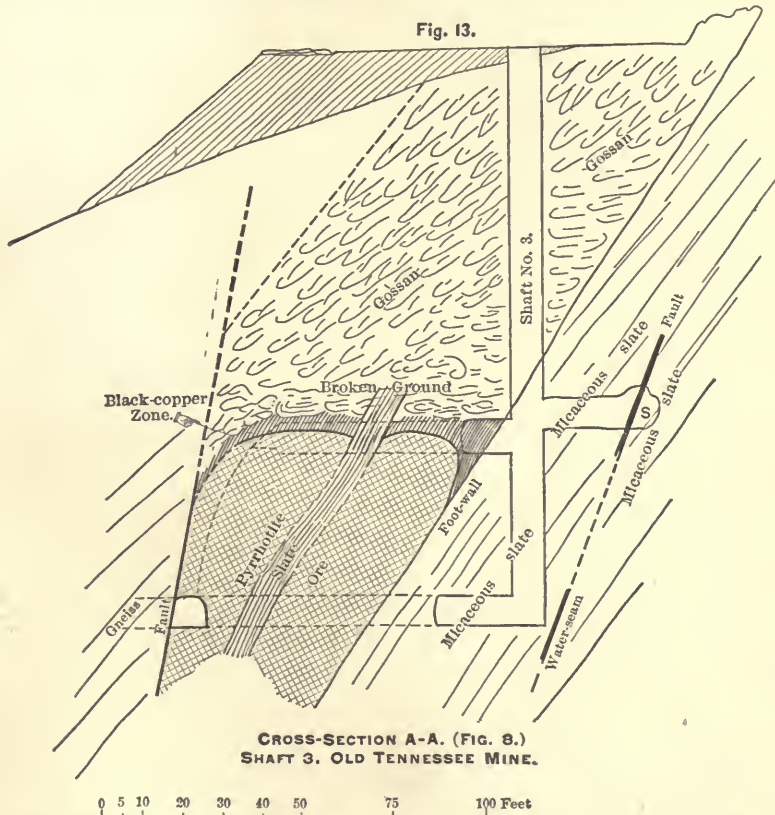 Fig. 13.
Gossan
Gossan
Shaft No. 3.
Broken Ground
Black-copper
Zone.
Micaceous slate
Fault
S
Micaceous slate
Foot-wall
Pyrrhotite
Slate
Ore
Micaceous slate
Gneiss
Fault
Water-seam
CROSS-SECTION A-A. (FIG. 8.)
SHAFT 3. OLD TENNESSEE MINE.
0 5 10 20 30 40 50 75 100 Feet